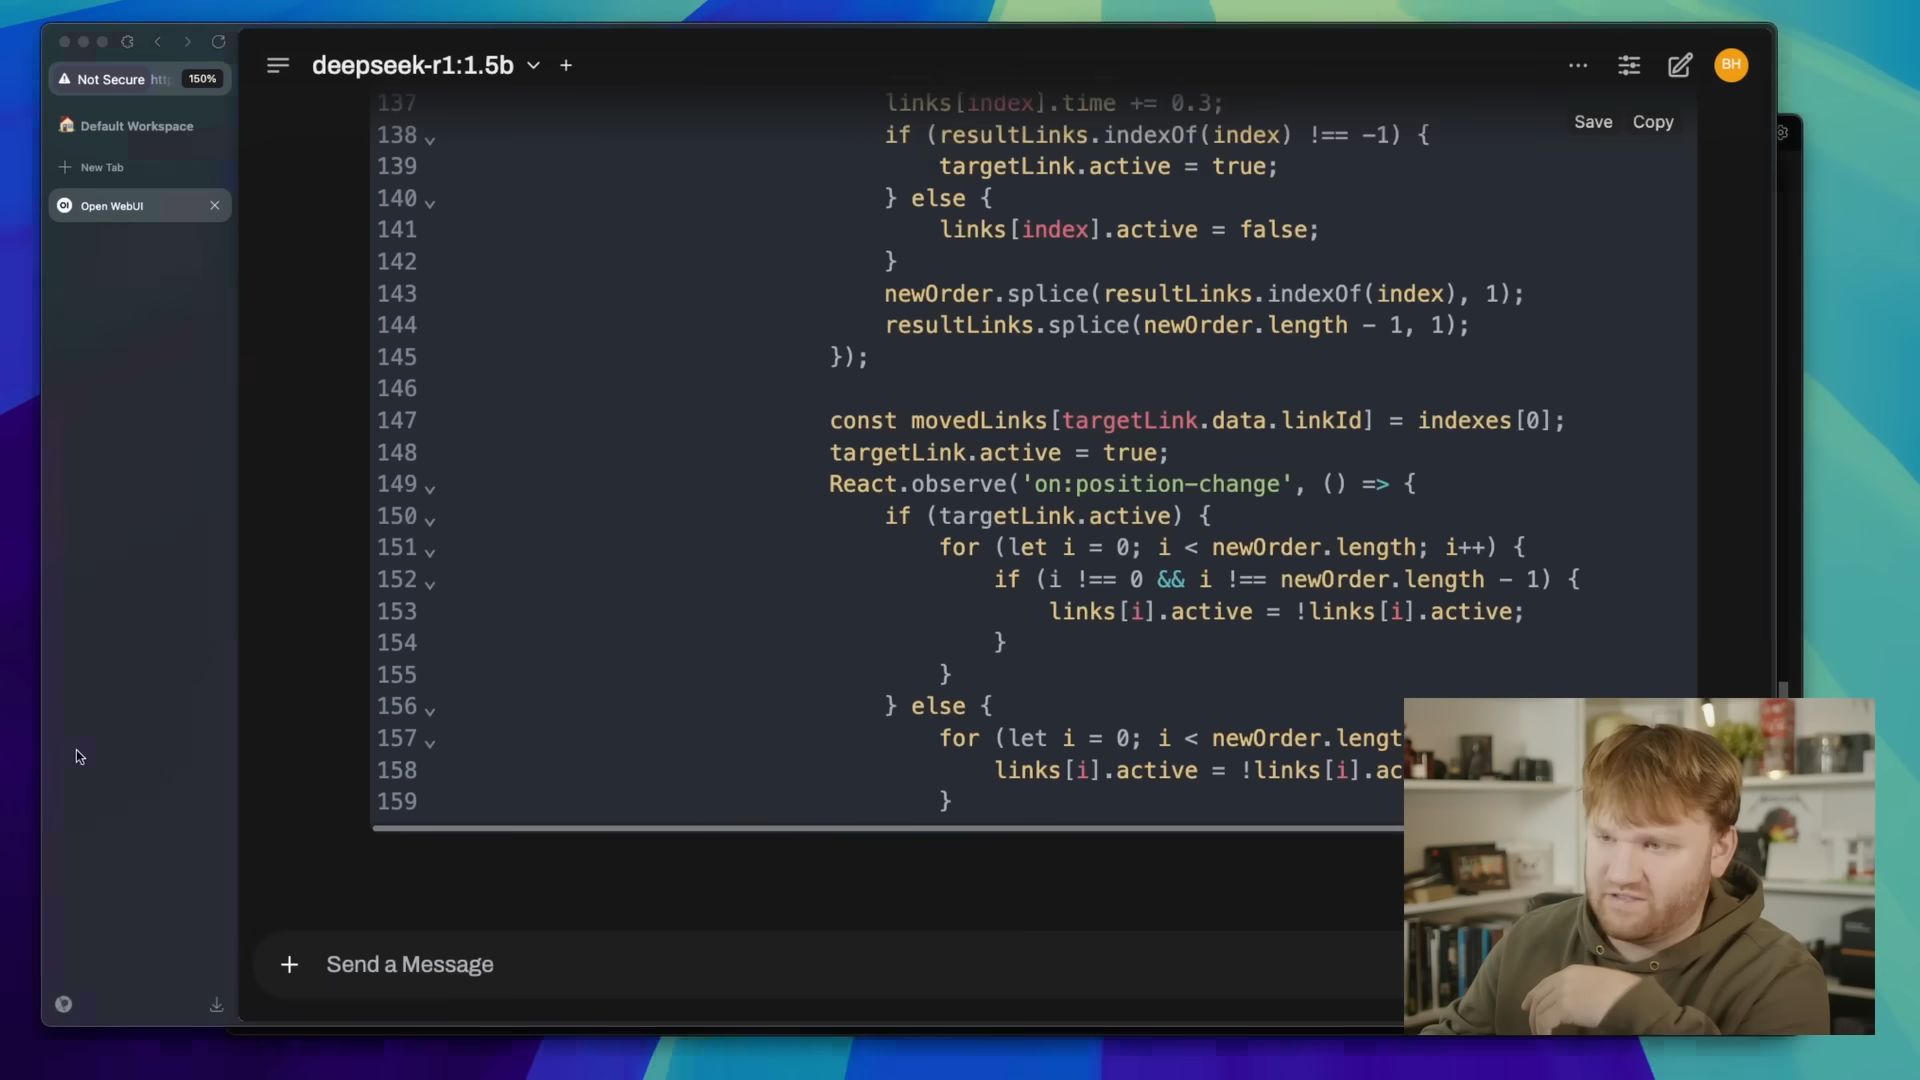 Not Secure
150%
Default Workspace
New Tab
OI
Open WebUI
deepseek-r1:1.5b
BH
Save
Copy
137 links[index].time += 0.3;
138 if (resultLinks.indexOf(index) !== -1) {
139 targetLink.active = true;
140 } else {
141 links[index].active = false;
142 }
143 newOrder.splice(resultLinks.indexOf(index), 1);
144 resultLinks.splice(newOrder.length - 1, 1);
145 });
146
147 const movedLinks[targetLink.data.linkId] = indexes[0];
148 targetLink.active = true;
149 React.observe('on:position-change', () => {
150 if (targetLink.active) {
151 for (let i = 0; i < newOrder.length; i++) {
152 if (i !== 0 && i !== newOrder.length - 1) {
153 links[i].active = !links[i].active;
154 }
155 }
156 } else {
157 for (let i = 0; i < newOrder.lengt
158 links[i].active = !links[i].ac
159 }
Send a Message